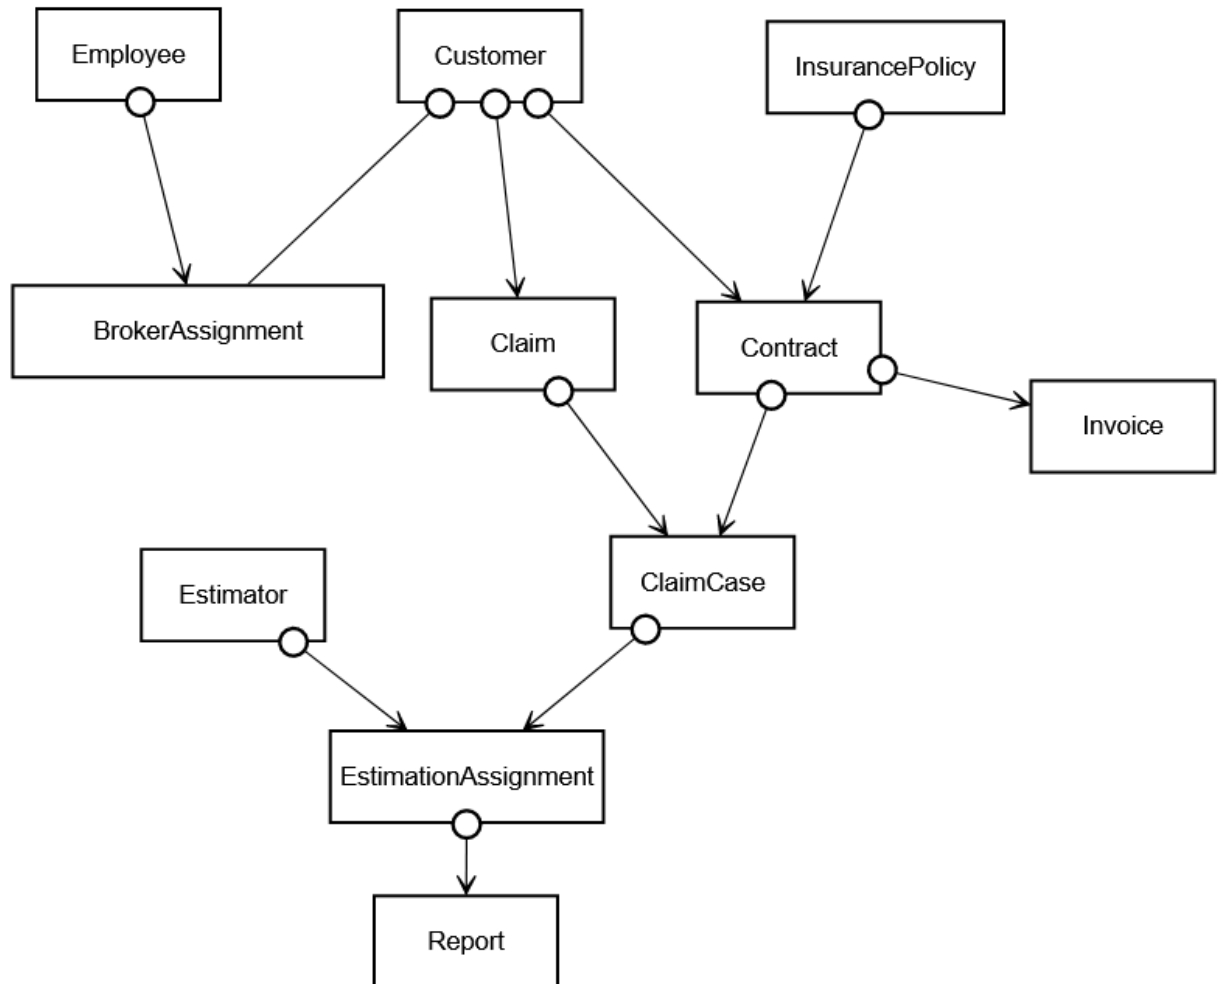 Employee
Customer
InsurancePolicy
BrokerAssignment
Claim
Contract
Invoice
Estimator
ClaimCase
EstimationAssignment
Report